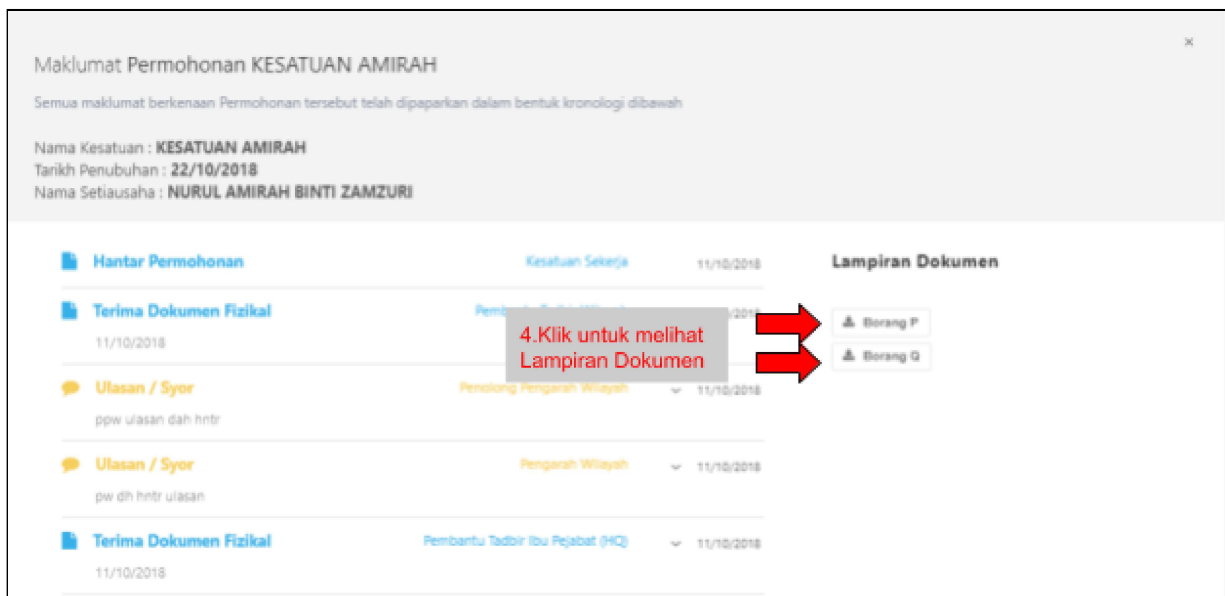 ×
Maklumat Permohonan KESATUAN AMIRAH
Semua maklumat berkenaan Permohonan tersebut telah dipaparkan dalam bentuk kronologi dibawah
Nama Kesatuan : KESATUAN AMIRAH
Tarikh Penubuhan : 22/10/2018
Nama Setiausaha : NURUL AMIRAH BINTI ZAMZURI
Hantar Permohonan Kesatuan Sekerja 11/10/2018
Terima Dokumen Fizikal
11/10/2018
Ulasan / Syor Penolong Pengarah Wilayah 11/10/2018
ppw ulasan dah hntr
Ulasan / Syor Pengarah Wilayah 11/10/2018
pw dh hntr ulasan
Terima Dokumen Fizikal Pembantu Tadbir Ibu Pejabat (HQ) 11/10/2018
11/10/2018
4.Klik untuk melihat
Lampiran Dokumen
Lampiran Dokumen
Borang P
Borang Q